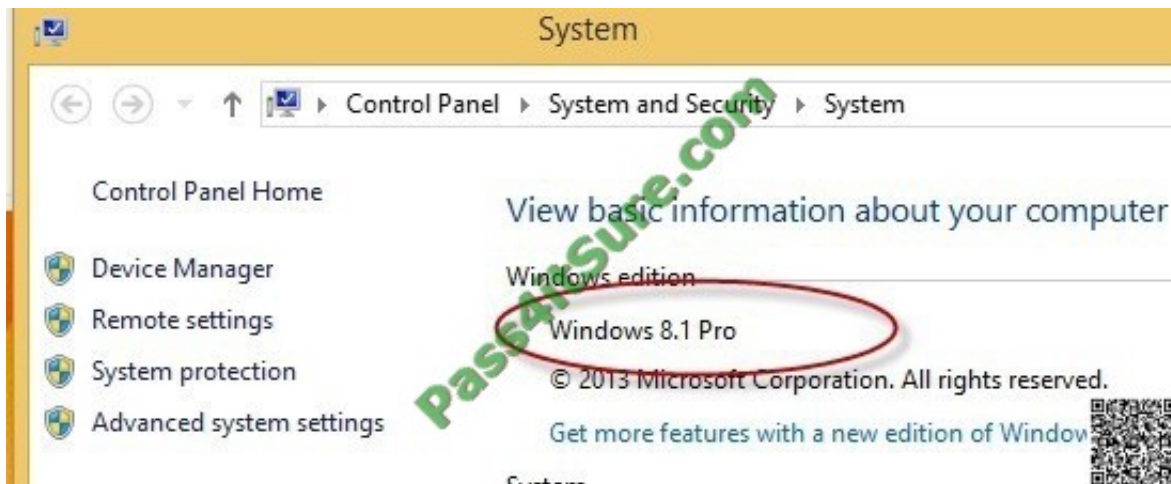 System
Control Panel ▸ System and Security ▸ System
Control Panel Home
Device Manager
Remote settings
System protection
Advanced system settings
View basic information about your computer
Windows edition
Windows 8.1 Pro
© 2013 Microsoft Corporation. All rights reserved.
Get more features with a new edition of Window
System
Pass4itSure.com